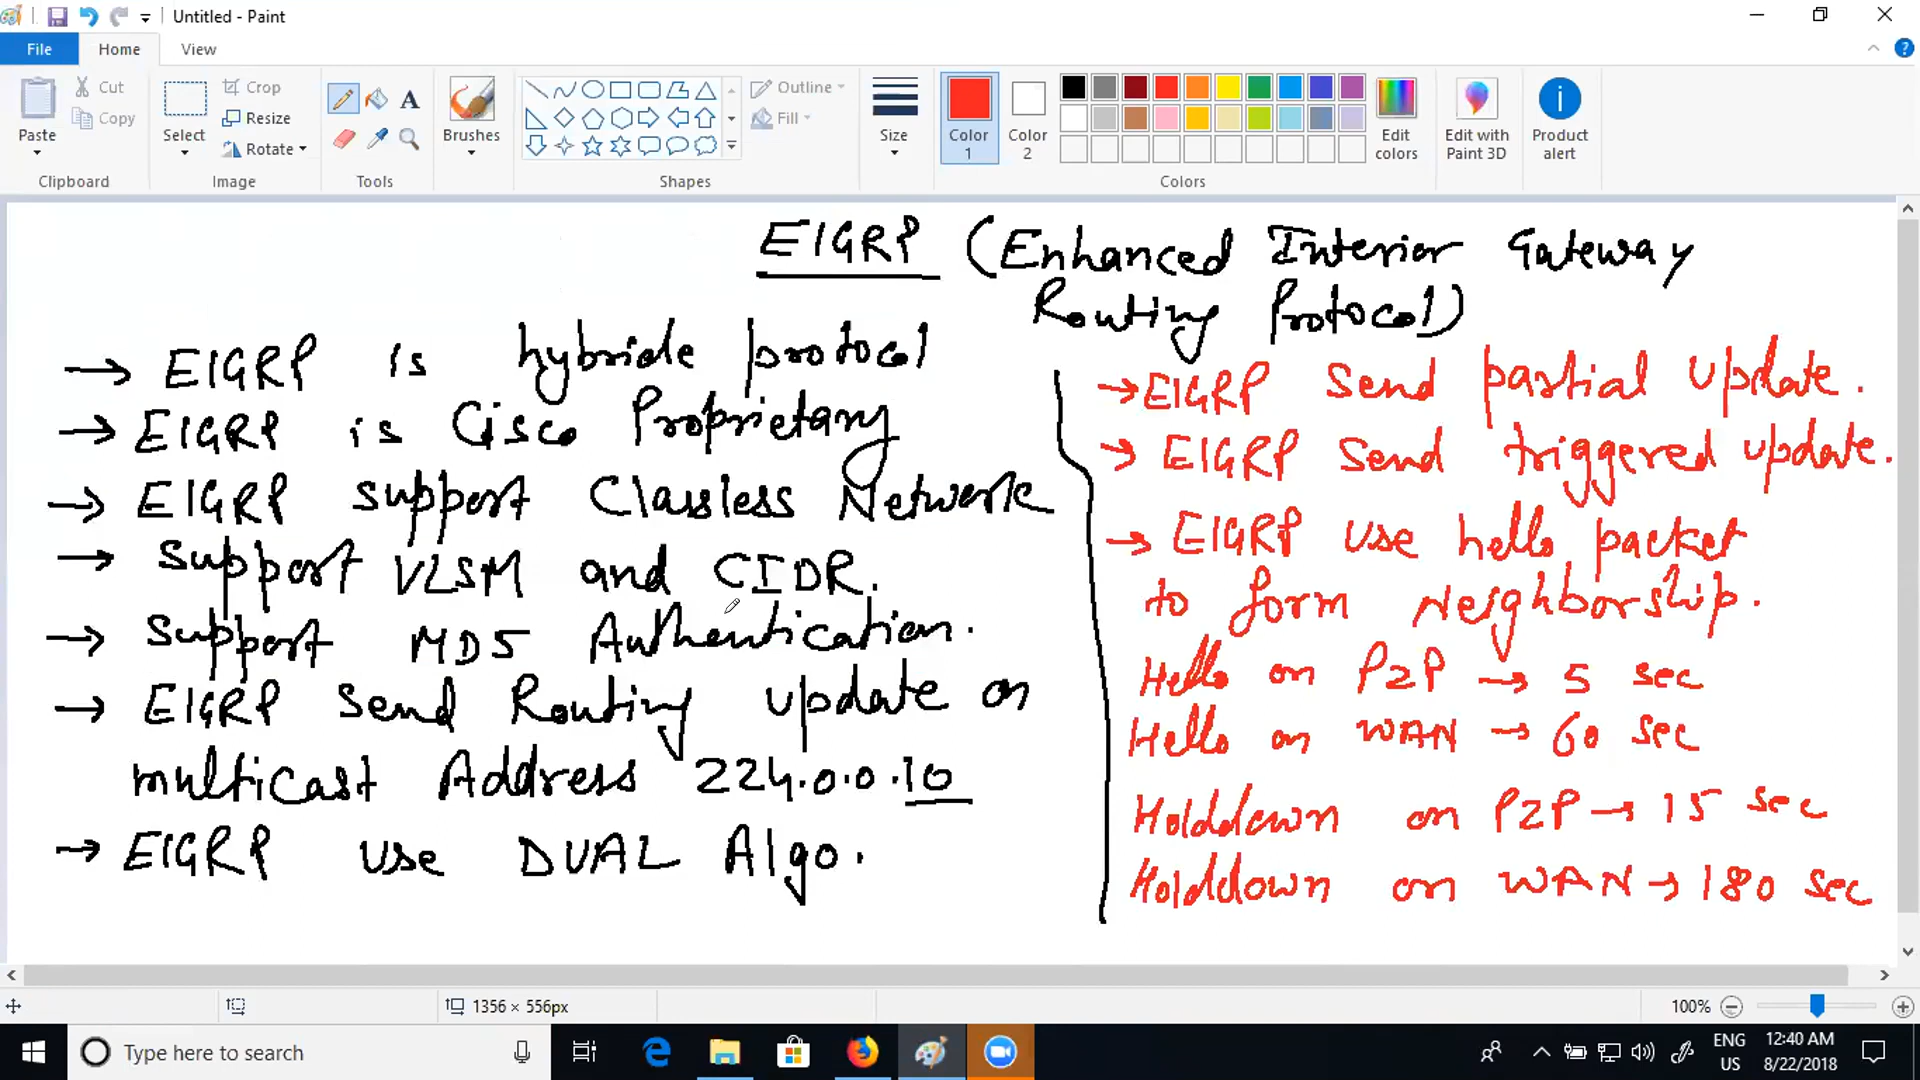 Untitled - Paint
File Home View
Paste
Cut
Copy
Clipboard
Select
Crop
Resize
Rotate
Image
A
Tools
Brushes
Outline
Fill
Shapes
Size
Color 1
Color 2
Edit colors
Colors
Edit with Paint 3D
Product alert
EIGRP (Enhanced Interior Gateway
Routing Protocol)
→ EIGRP is hybride protocol
→ EIGRP is Cisco Proprietary
→ EIGRP support Classless Network
→ Support VLSM and CIDR.
→ Support MD5 Authentication.
→ EIGRP Send Routing update on
multicast Address 224.0.0.10
→ EIGRP use DUAL Algo.
→ EIGRP Send partial update.
→ EIGRP Send triggered update.
→ EIGRP use hello packet
to form Neighborship.
Hello on P2P → 5 sec
Hello on WAN → 60 sec
Holddown on P2P → 15 sec
Holddown on WAN → 180 sec
1356 × 556px
100%
Type here to search
ENG
US
12:40 AM
8/22/2018